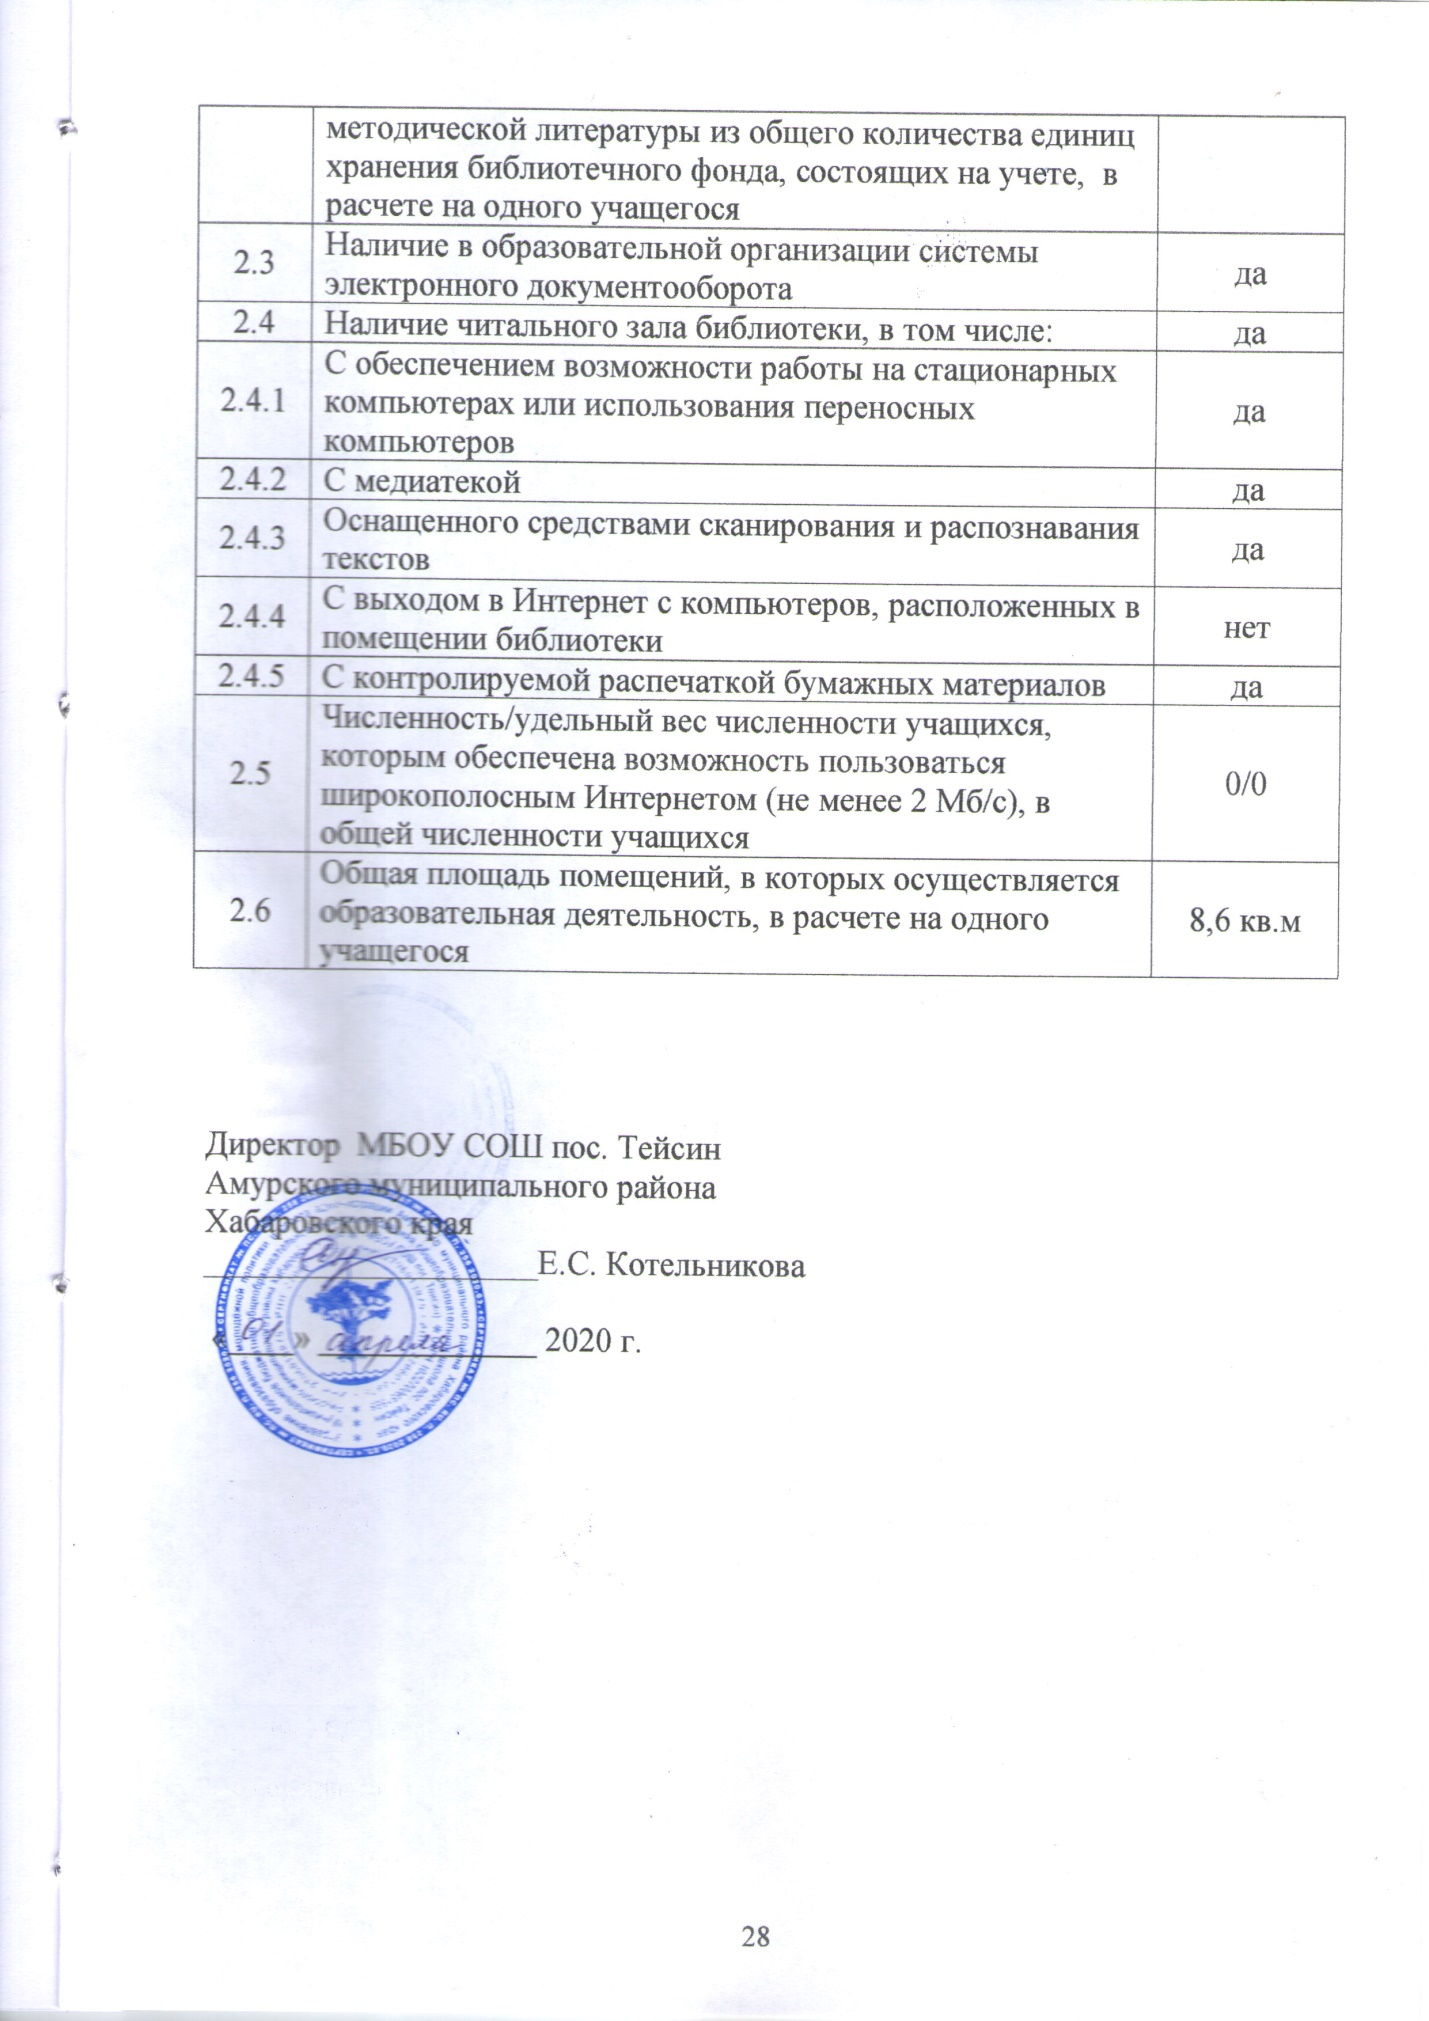 методической литературы из общего количества единиц
хранения библиотечного фонда, состоящих на учете, в
расчете на одного учащегося
2.3
Наличие в образовательной организации системы
электронного документооборота
да
2.4
Наличие читального зала библиотеки, в том числе:
да
2.4.1
С обеспечением возможности работы на стационарных
компьютерах или использования переносных
компьютеров
да
2.4.2
С медиатекой
да
2.4.3
Оснащенного средствами сканирования и распознавания
текстов
да
2.4.4
С выходом в Интернет с компьютеров, расположенных в
помещении библиотеки
нет
2.4.5
С контролируемой распечаткой бумажных материалов
да
2.5
Численность/удельный вес численности учащихся,
которым обеспечена возможность пользоваться
широкополосным Интернетом (не менее 2 Мб/с), в
общей численности учащихся
0/0
2.6
Общая площадь помещений, в которых осуществляется
образовательная деятельность, в расчете на одного
учащегося
8,6 кв.м
Директор МБОУ СОШ пос. Тейсин
Амурского муниципального района
Хабаровского края
Е.С. Котельникова
«01» апреля 2020 г.
28